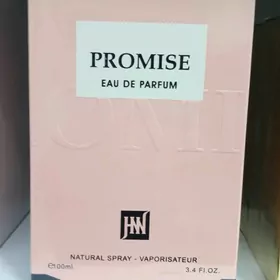 PROMISE
EAU DE PARFUM
JHW
NATURAL SPRAY - VAPORISATEUR
℮100ml
3.4 FL.OZ.